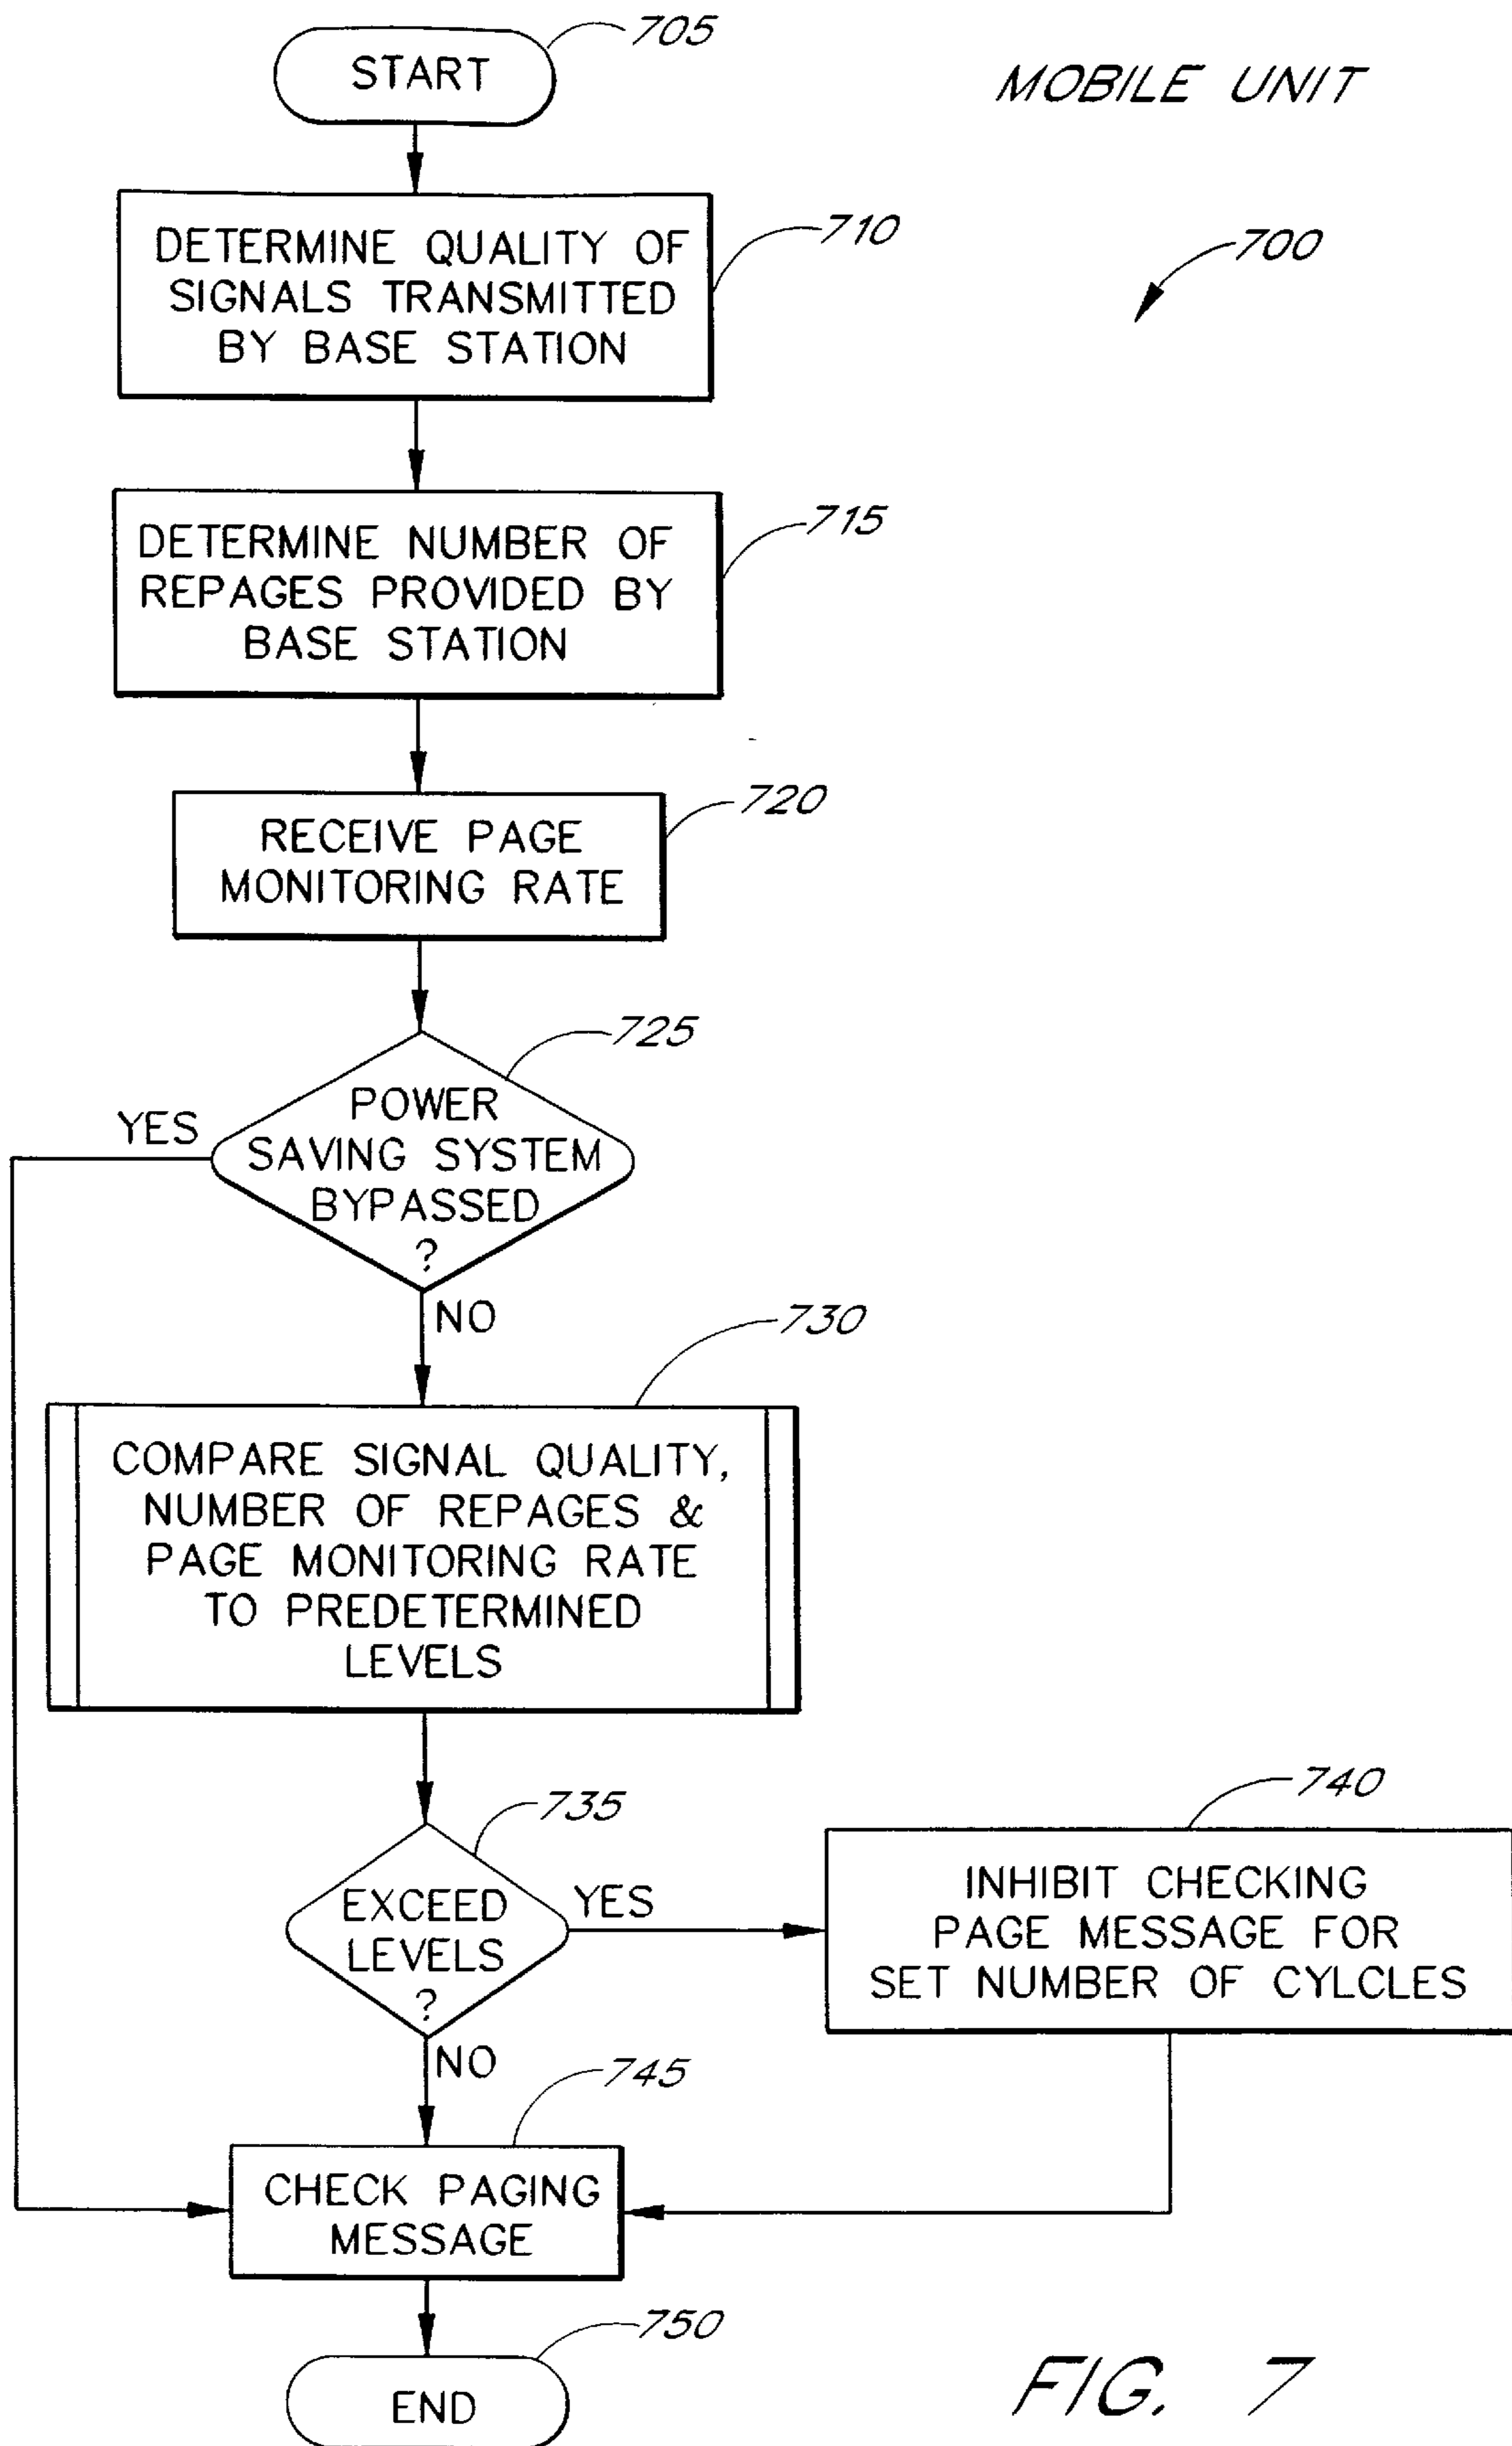 START
705
MOBILE UNIT
DETERMINE QUALITY OF
SIGNALS TRANSMITTED
BY BASE STATION
710
700
DETERMINE NUMBER OF
REPAGES PROVIDED BY
BASE STATION
715
RECEIVE PAGE
MONITORING RATE
720
POWER
SAVING SYSTEM
BYPASSED
?
725
YES
NO
COMPARE SIGNAL QUALITY,
NUMBER OF REPAGES &
PAGE MONITORING RATE
TO PREDETERMINED
LEVELS
730
EXCEED
LEVELS
?
735
YES
NO
INHIBIT CHECKING
PAGE MESSAGE FOR
SET NUMBER OF CYLCLES
740
CHECK PAGING
MESSAGE
745
END
750
FIG. 7